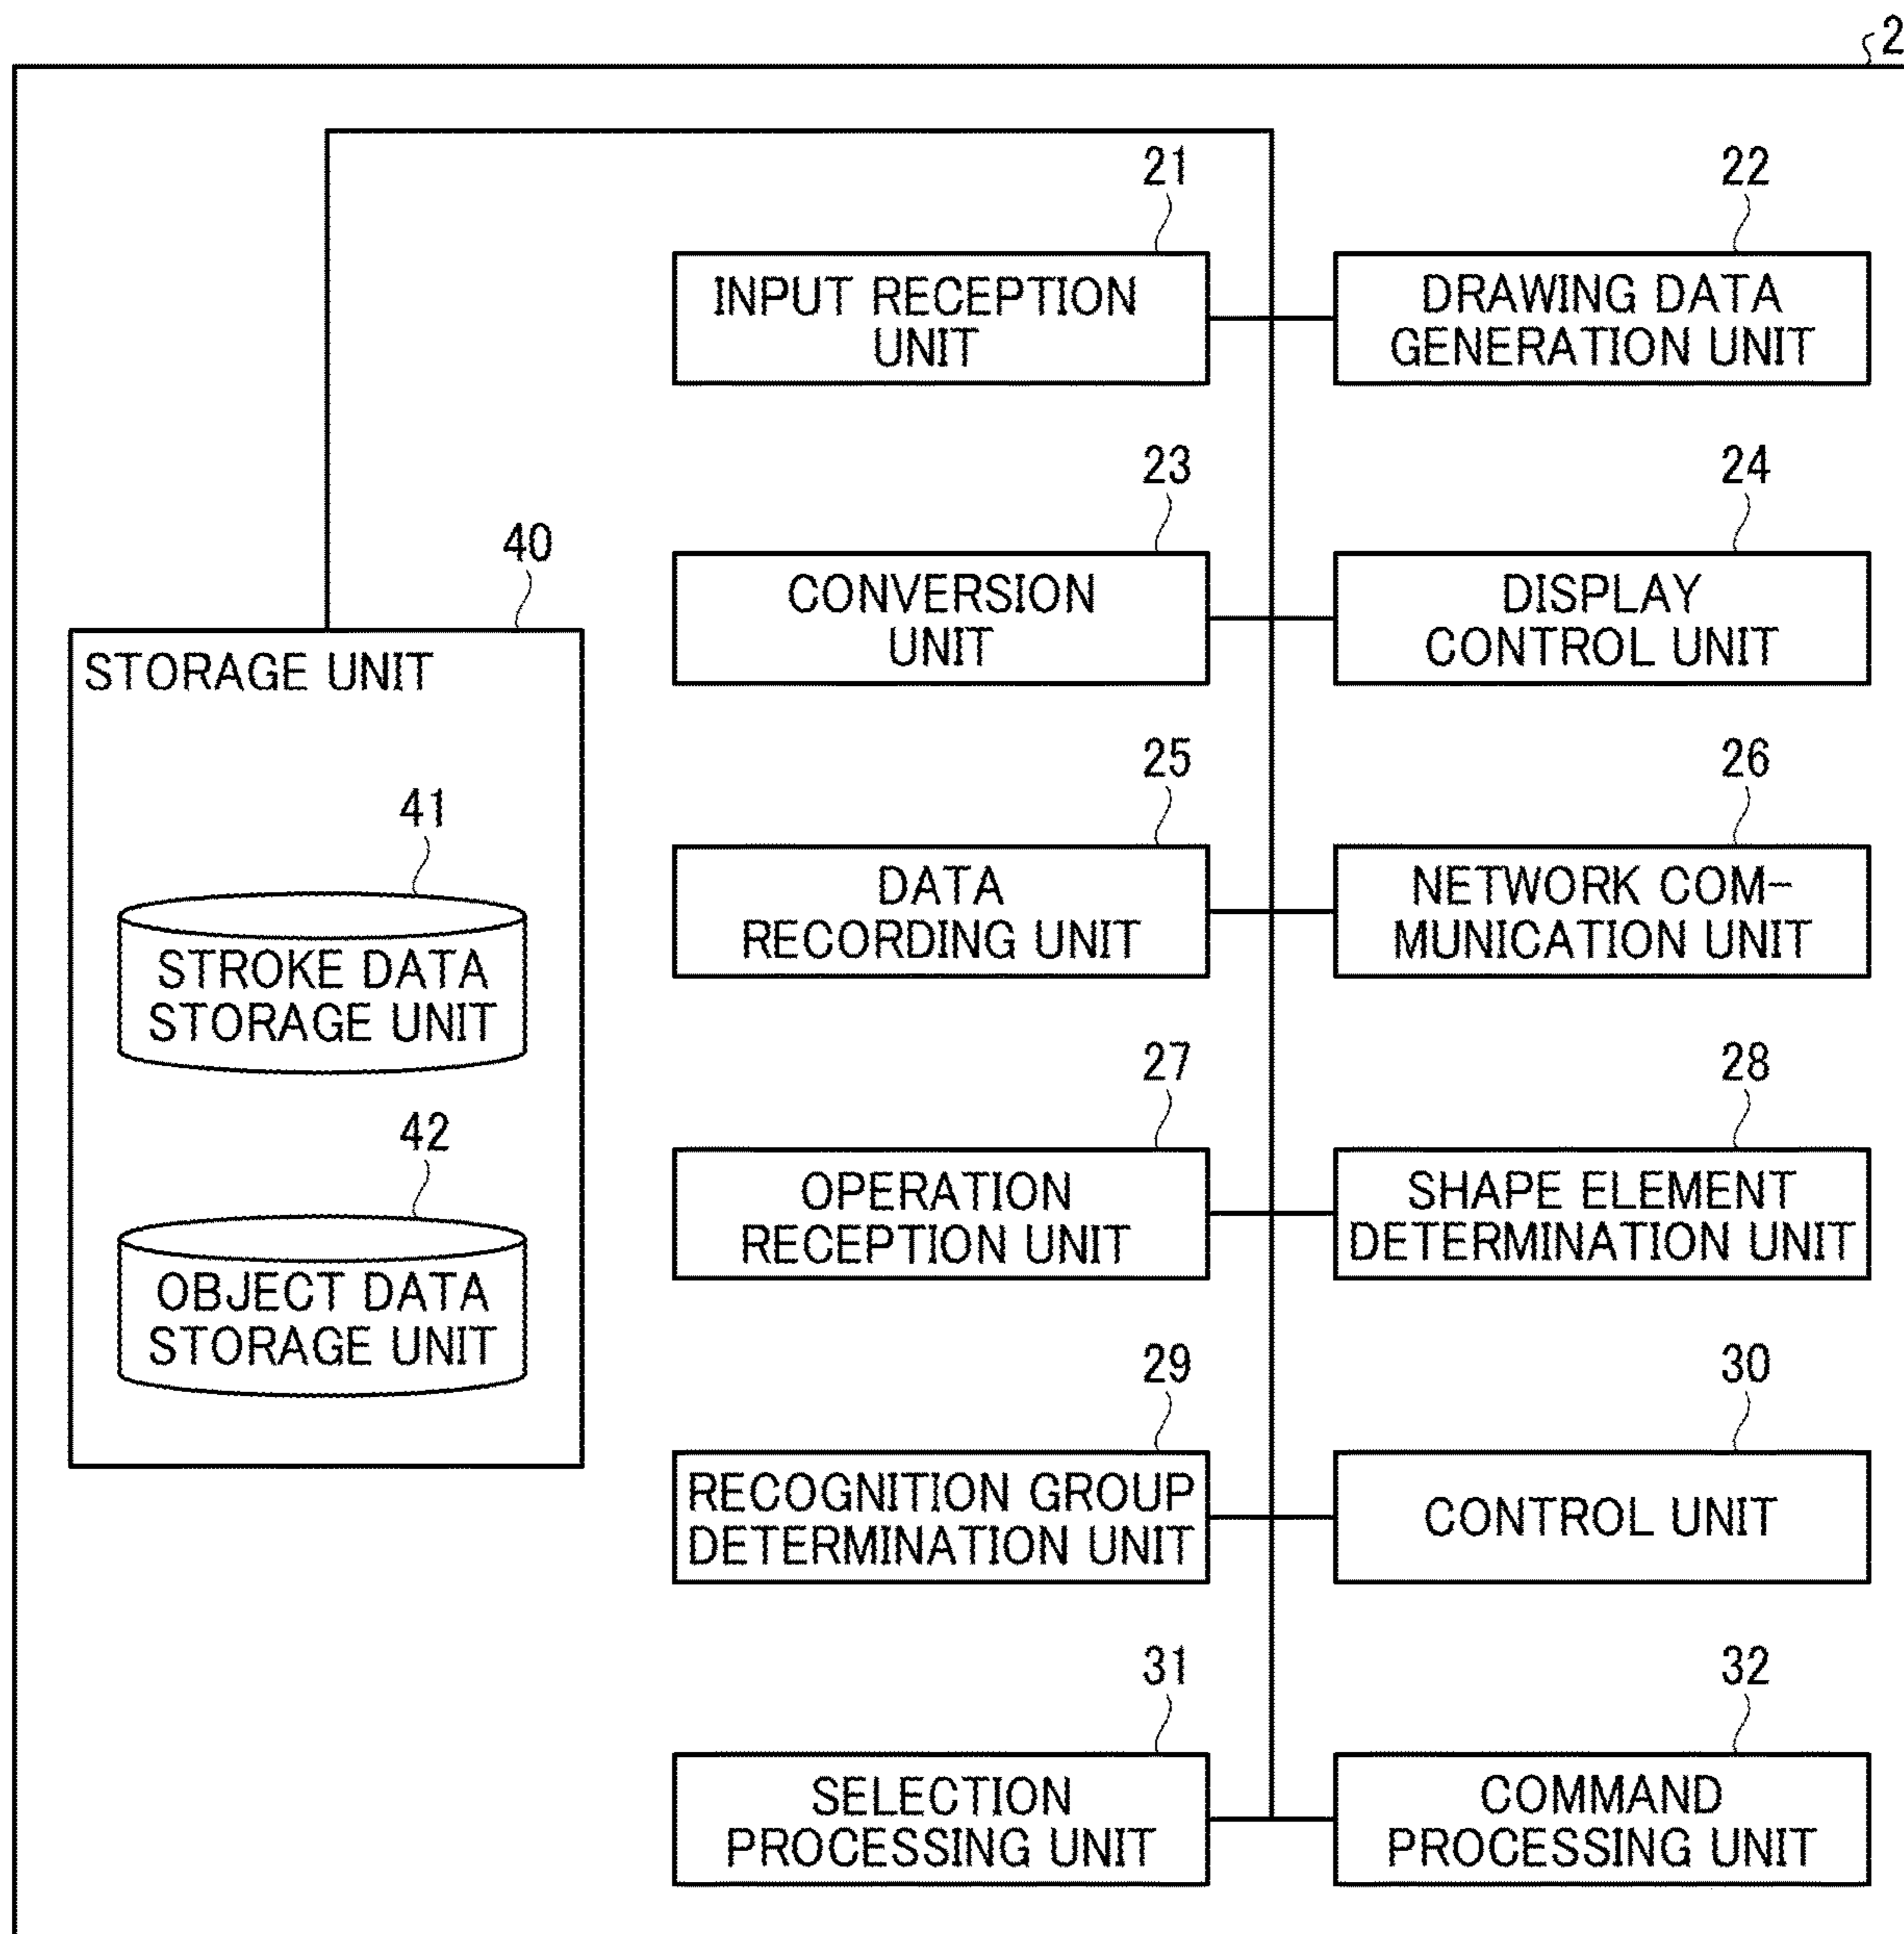 2
21
22
INPUT RECEPTION
UNIT
DRAWING DATA
GENERATION UNIT
23
24
CONVERSION
UNIT
DISPLAY
CONTROL UNIT
40
STORAGE UNIT
25
26
DATA
RECORDING UNIT
NETWORK COM-
MUNICATION UNIT
41
STROKE DATA
STORAGE UNIT
27
28
OPERATION
RECEPTION UNIT
SHAPE ELEMENT
DETERMINATION UNIT
42
OBJECT DATA
STORAGE UNIT
29
30
RECOGNITION GROUP
DETERMINATION UNIT
CONTROL UNIT
31
32
SELECTION
PROCESSING UNIT
COMMAND
PROCESSING UNIT